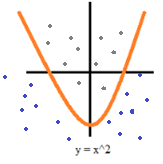 y = x^2